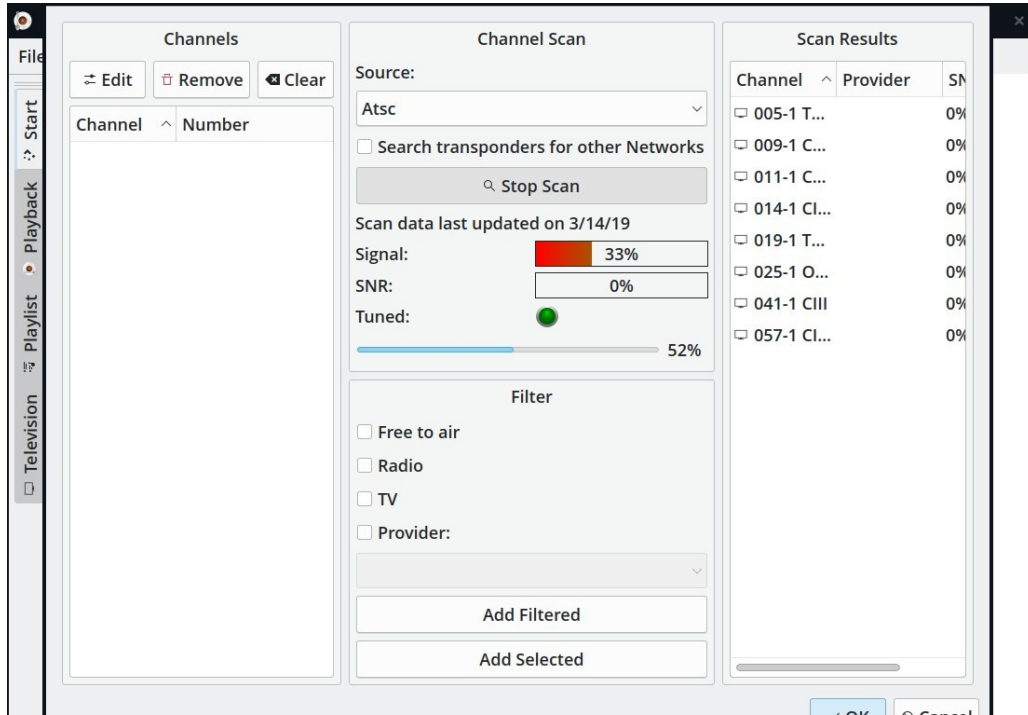 File
Start
Playback
Playlist
Television
Channels
Edit
Remove
Clear
Channel Number
Channel Scan
Source:
Atsc
Search transponders for other Networks
Stop Scan
Scan data last updated on 3/14/19
Signal: 33%
SNR: 0%
Tuned:
52%
Filter
Free to air
Radio
TV
Provider:
Add Filtered
Add Selected
Scan Results
Channel Provider SN
005-1 T... 0%
009-1 C... 0%
011-1 C... 0%
014-1 CI... 0%
019-1 T... 0%
025-1 O... 0%
041-1 CIII 0%
057-1 CI... 0%
OK
Cancel